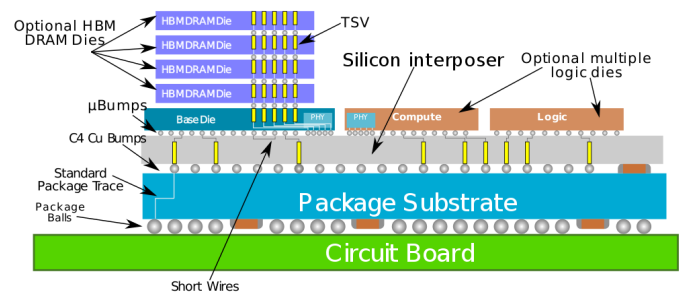 Optional HBM
DRAM Dies
HBMDRAMDie
HBMDRAMDie
HBMDRAMDie
HBMDRAMDie
TSV
Silicon interposer
Optional multiple
logic dies
µBumps
Base Die
PHY
PHY
Compute
Logic
C4 Cu Bumps
Standard
Package Trace
Package Substrate
Package
Balls
Circuit Board
Short Wires